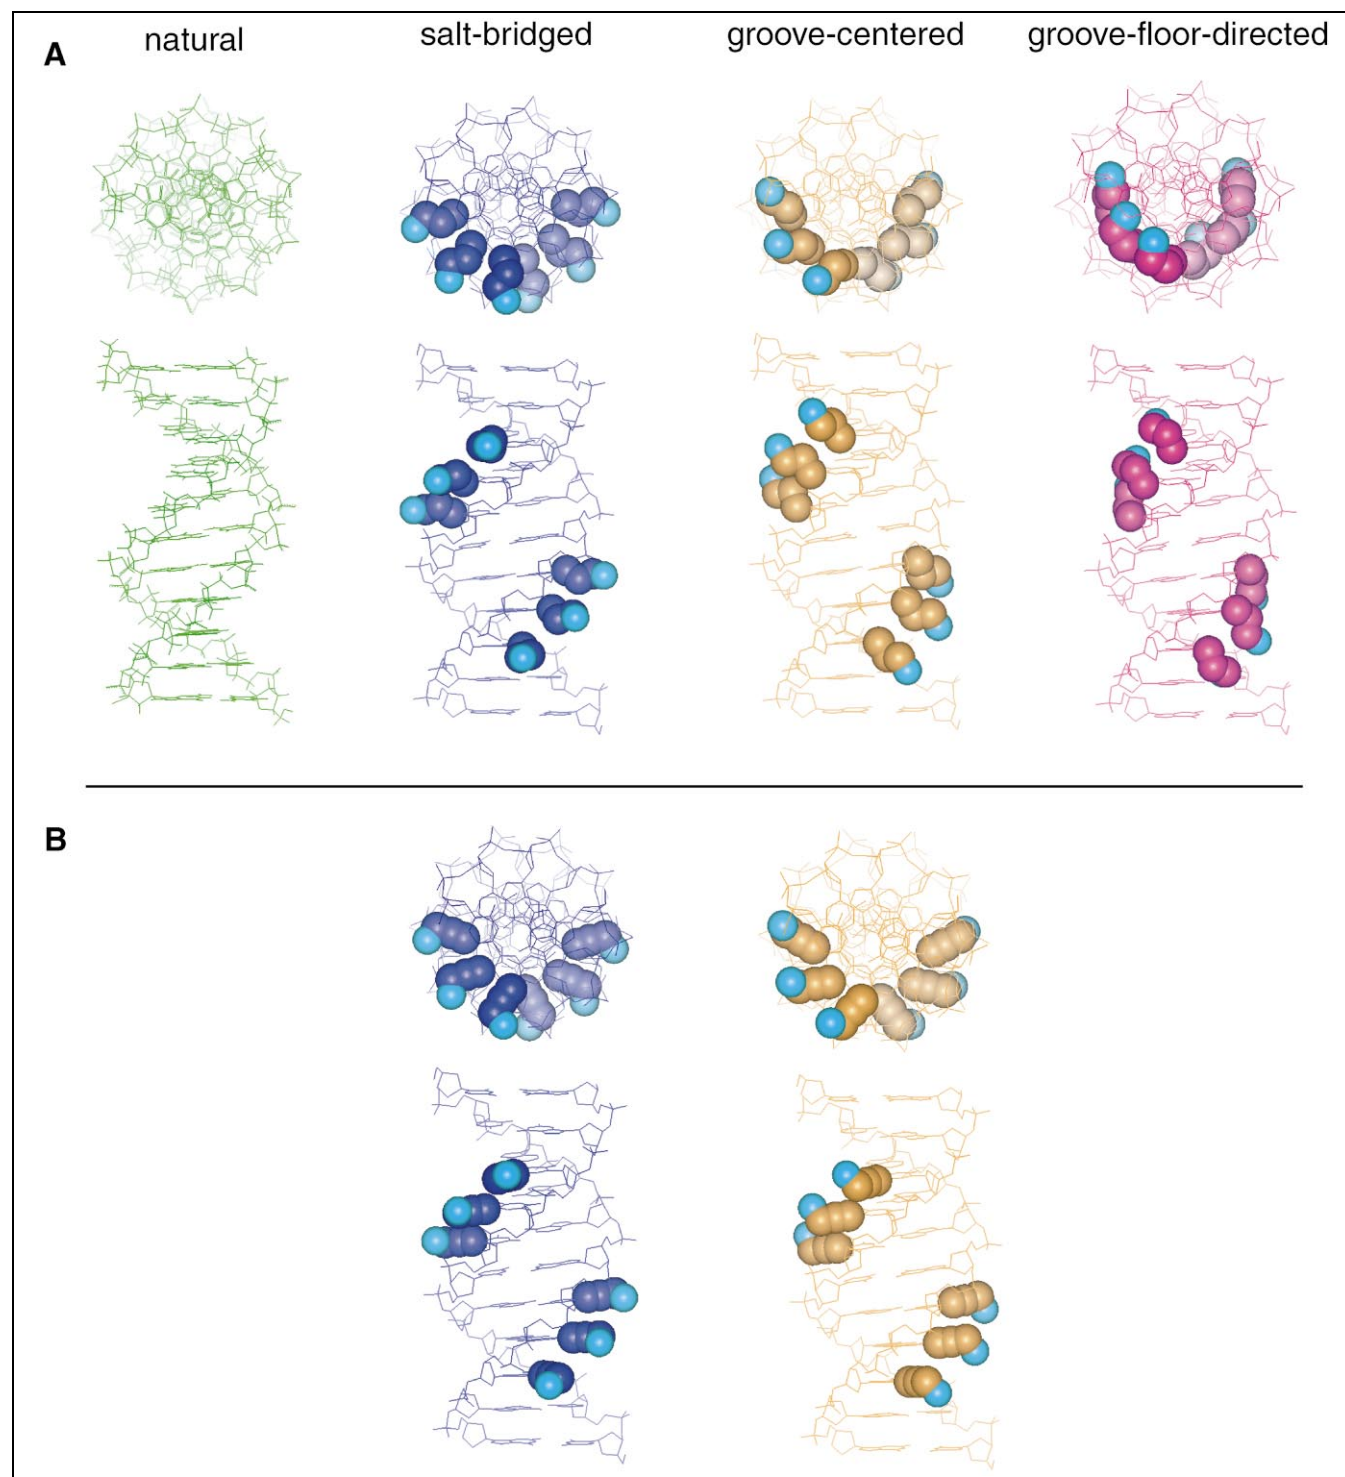 A
natural
salt-bridged
groove-centered
groove-floor-directed
B